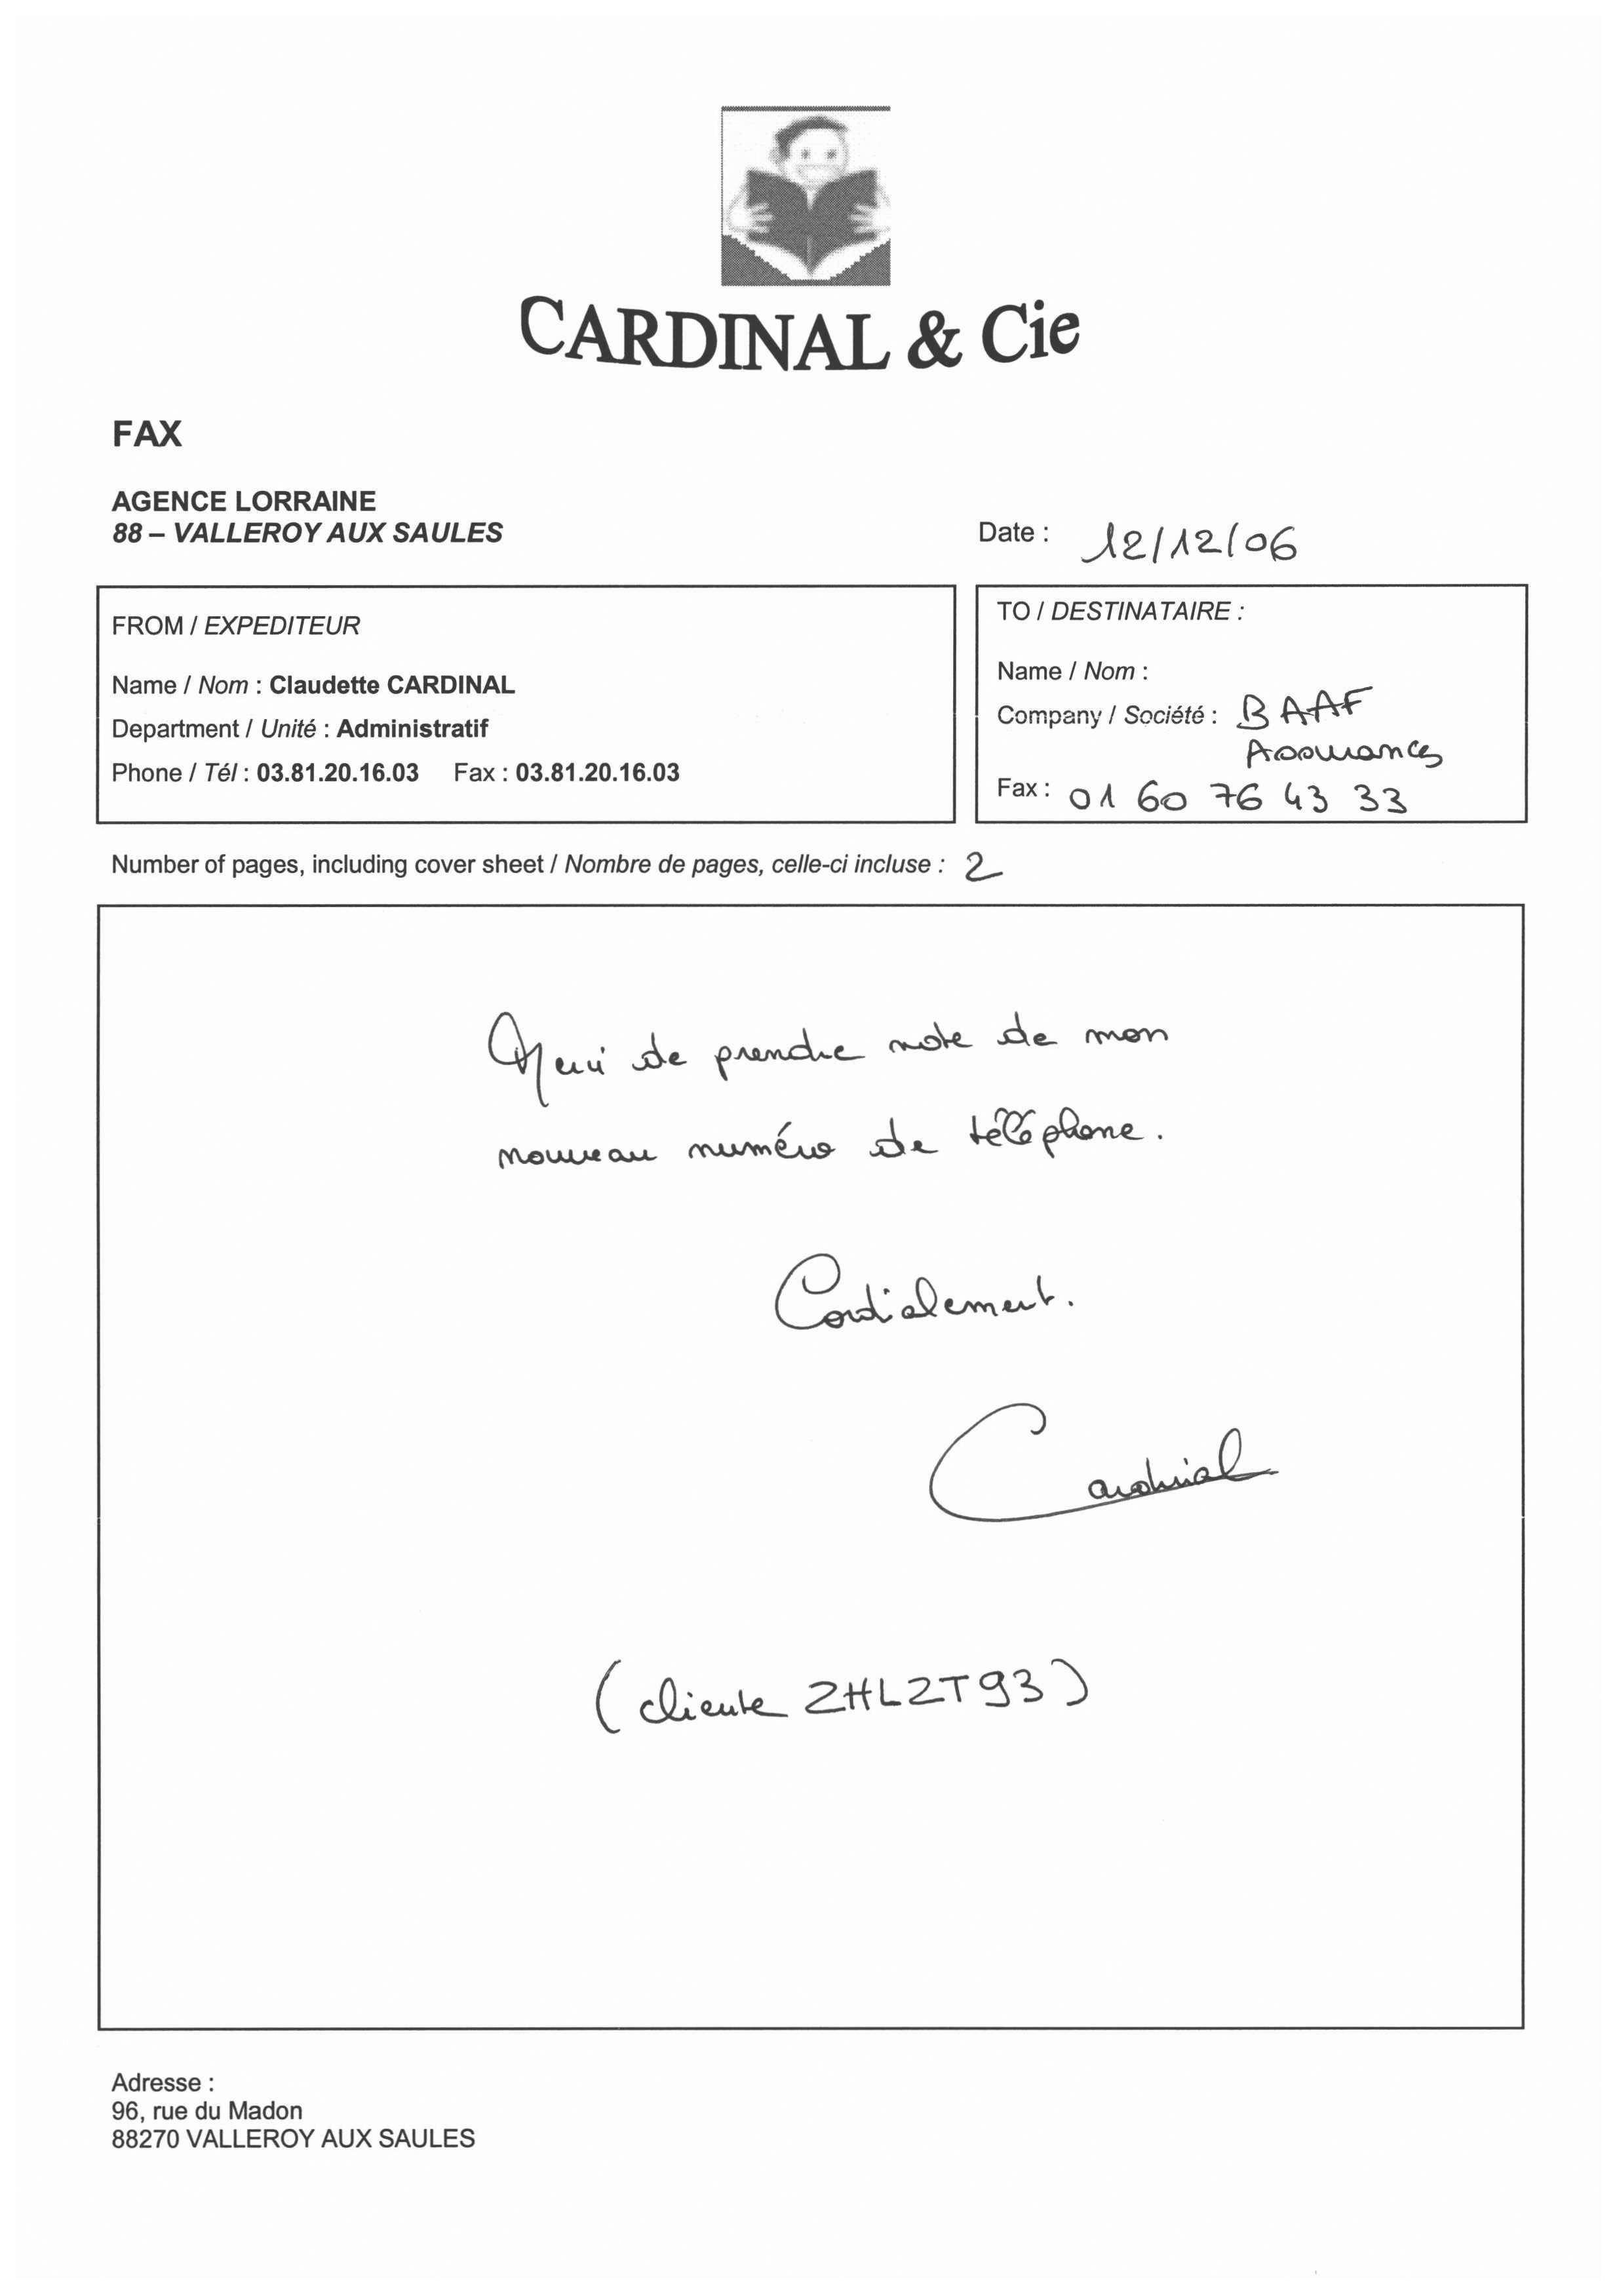 CARDINAL & Cie
FAX
AGENCE LORRAINE
88 – VALLEROY AUX SAULES
Date : 12/12/06
FROM / EXPEDITEUR
Name / Nom : Claudette CARDINAL
Department / Unité : Administratif
Phone / Tél : 03.81.20.16.03 Fax : 03.81.20.16.03
TO / DESTINATAIRE :
Name / Nom :
Company / Société : BAAF
Assurances
Fax : 01 60 76 43 33
Number of pages, including cover sheet / Nombre de pages, celle-ci incluse : 2
Merci de prendre note de mon
nouveau numéro de téléphone.
Cordialement.
Cardinal
(cliente ZHLZT93)
Adresse :
96, rue du Madon
88270 VALLEROY AUX SAULES